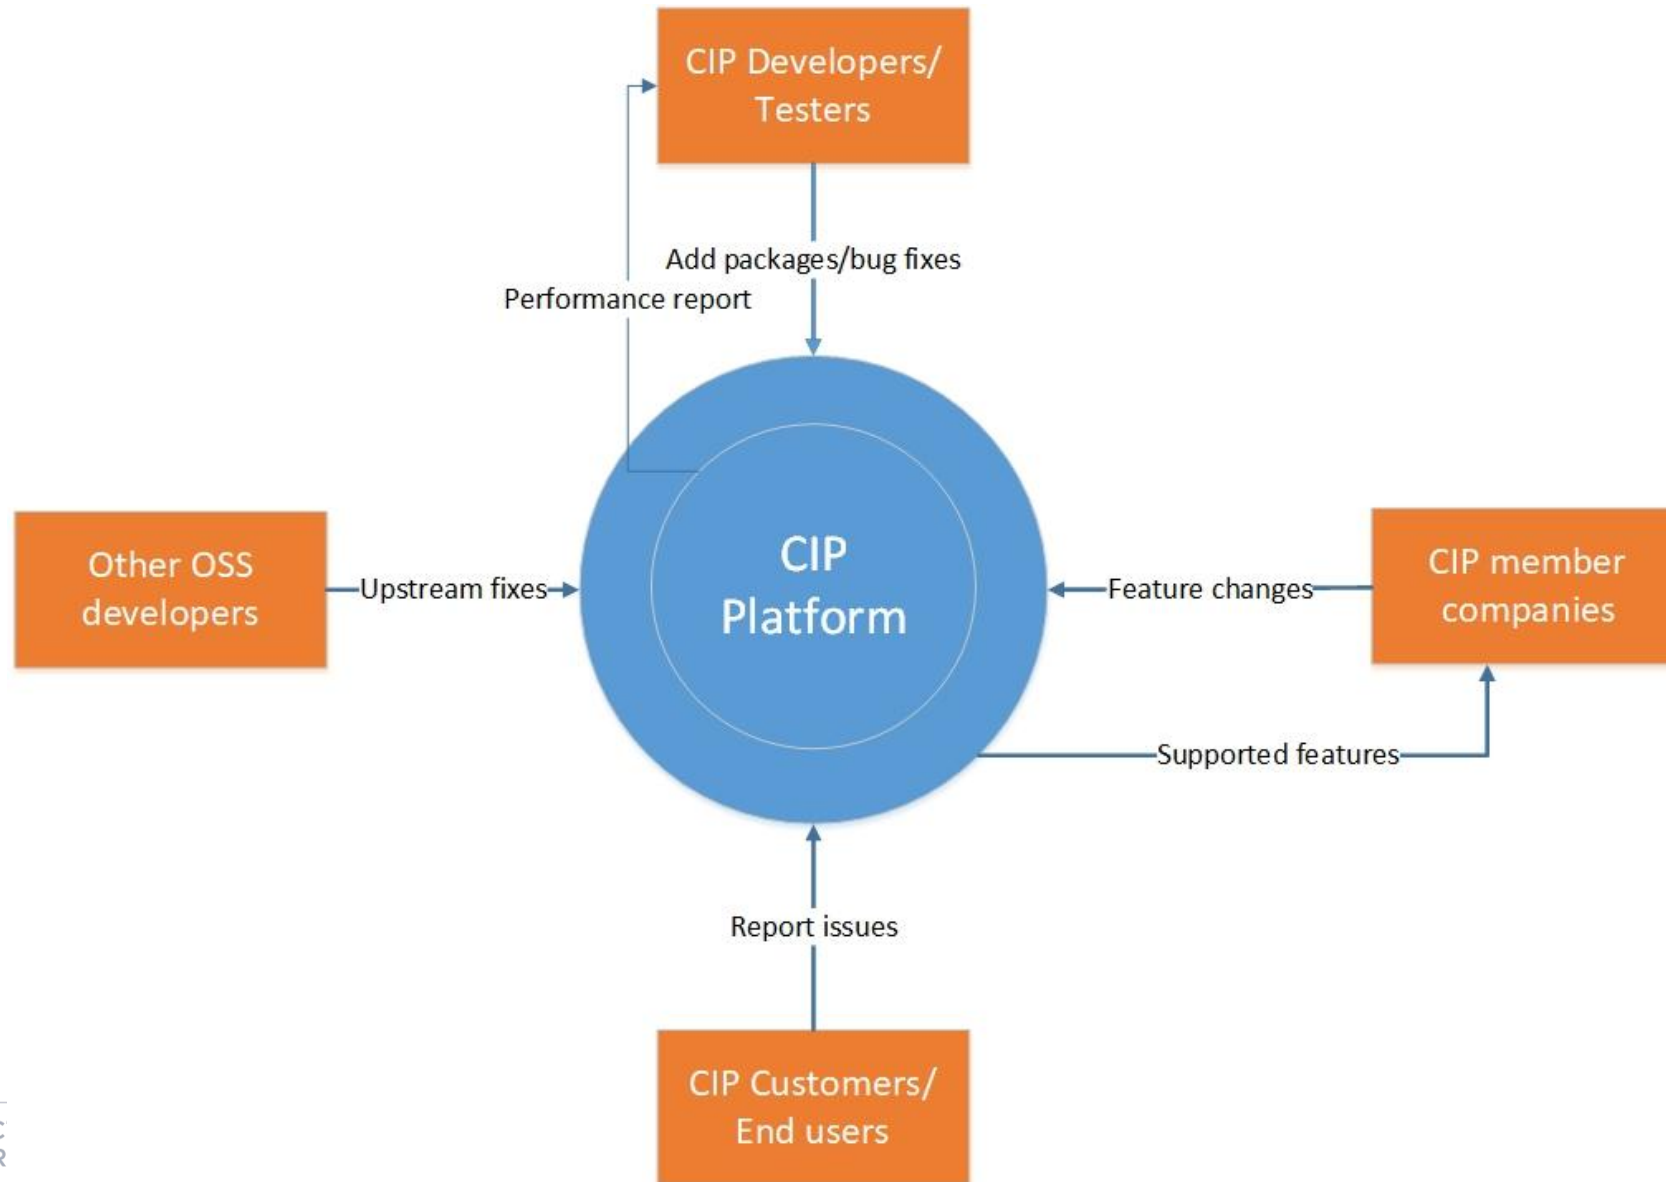 CIP Developers/
Testers
Add packages/bug fixes
Performance report
Other OSS
developers
Upstream fixes
CIP
Platform
Feature changes
CIP member
companies
Supported features
Report issues
CIP Customers/
End users